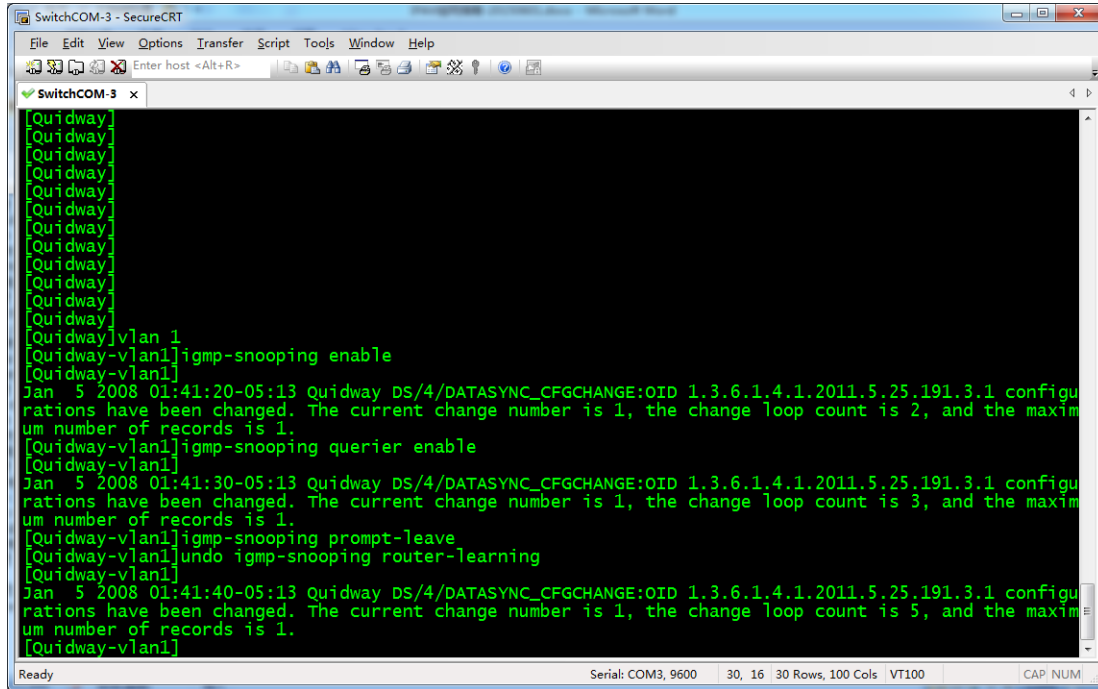 SwitchCOM-3 - SecureCRT
File Edit View Options Transfer Script Tools Window Help
Enter host <Alt+R>
SwitchCOM-3 x
[Quidway]
[Quidway]
[Quidway]
[Quidway]
[Quidway]
[Quidway]
[Quidway]
[Quidway]
[Quidway]
[Quidway]
[Quidway]
[Quidway]
[Quidway]vlan 1
[Quidway-vlan1]igmp-snooping enable
[Quidway-vlan1]
Jan  5 2008 01:41:20-05:13 Quidway DS/4/DATASYNC_CFGCHANGE:OID 1.3.6.1.4.1.2011.5.25.191.3.1 configu
rations have been changed. The current change number is 1, the change loop count is 2, and the maxim
um number of records is 1.
[Quidway-vlan1]igmp-snooping querier enable
[Quidway-vlan1]
Jan  5 2008 01:41:30-05:13 Quidway DS/4/DATASYNC_CFGCHANGE:OID 1.3.6.1.4.1.2011.5.25.191.3.1 configu
rations have been changed. The current change number is 1, the change loop count is 3, and the maxim
um number of records is 1.
[Quidway-vlan1]igmp-snooping prompt-leave
[Quidway-vlan1]undo igmp-snooping router-learning
[Quidway-vlan1]
Jan  5 2008 01:41:40-05:13 Quidway DS/4/DATASYNC_CFGCHANGE:OID 1.3.6.1.4.1.2011.5.25.191.3.1 configu
rations have been changed. The current change number is 1, the change loop count is 5, and the maxim
um number of records is 1.
[Quidway-vlan1]
Ready Serial: COM3, 9600 30, 16 30 Rows, 100 Cols VT100 CAP NUM